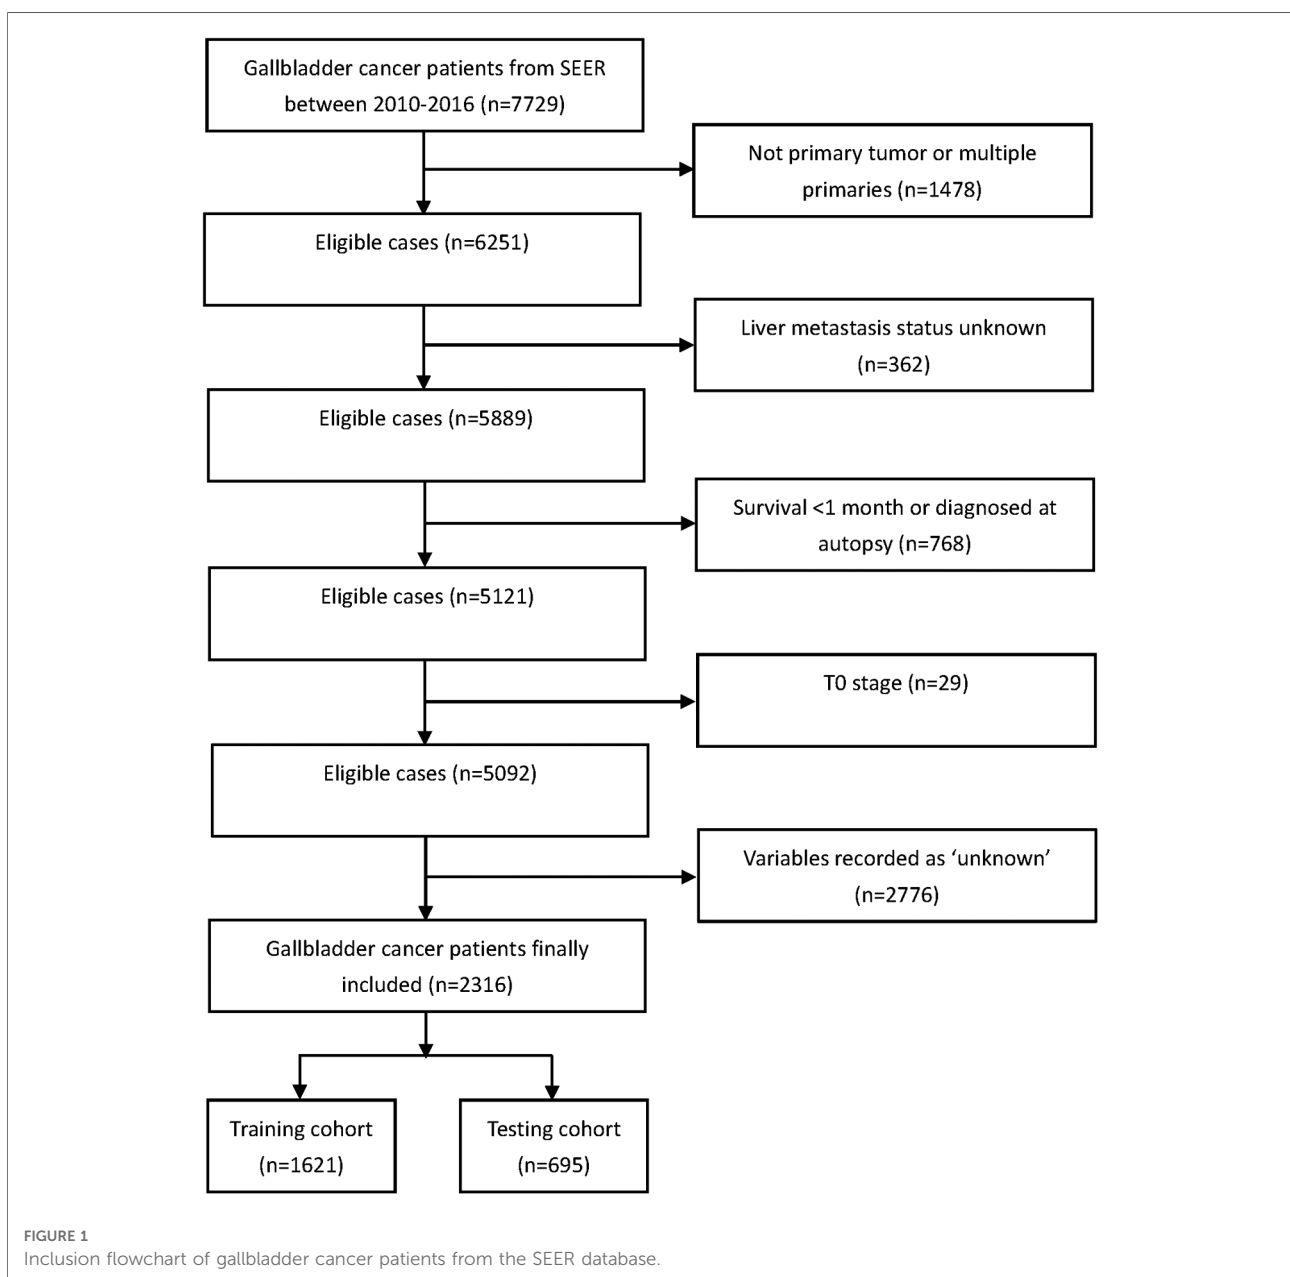 Gallbladder cancer patients from SEER
between 2010-2016 (n=7729)
Not primary tumor or multiple
primaries (n=1478)
Eligible cases (n=6251)
Liver metastasis status unknown
(n=362)
Eligible cases (n=5889)
Survival <1 month or diagnosed at
autopsy (n=768)
Eligible cases (n=5121)
T0 stage (n=29)
Eligible cases (n=5092)
Variables recorded as ‘unknown’
(n=2776)
Gallbladder cancer patients finally
included (n=2316)
Training cohort
(n=1621)
Testing cohort
(n=695)
FIGURE 1
Inclusion flowchart of gallbladder cancer patients from the SEER database.